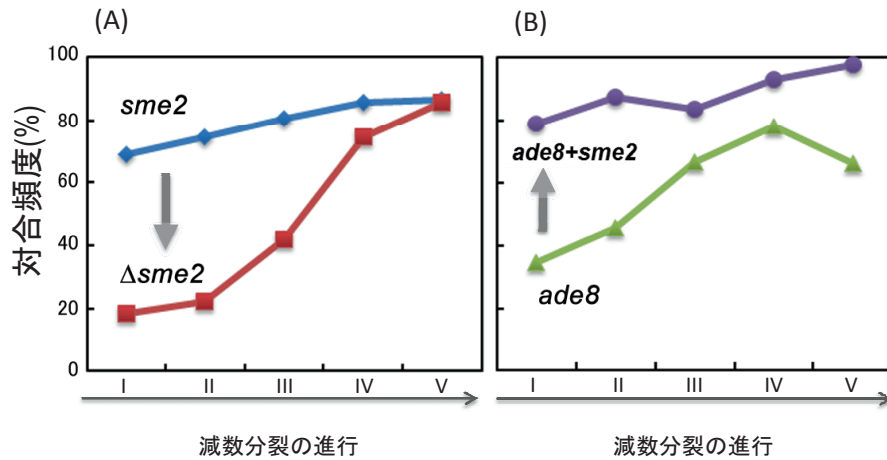 (A)
(B)
対合頻度(%)
100
80
60
40
20
0
sme2
Δsme2
ade8+sme2
ade8
I II III IV V
I II III IV V
減数分裂の進行
減数分裂の進行